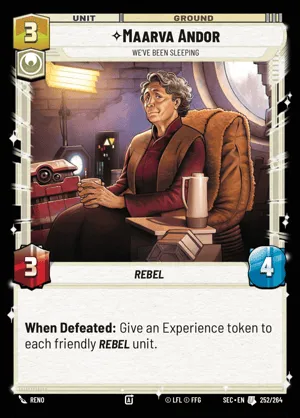 UNIT
GROUND
3
✧MAARVA ANDOR
WE'VE BEEN SLEEPING
3
REBEL
4
When Defeated: Give an Experience token to
each friendly REBEL unit.
RENO
© LFL © FFG
SEC • EN
252/264